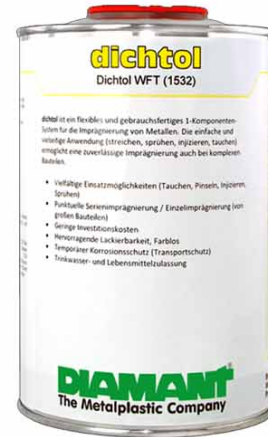 dichtol
Dichtol WFT (1532)
dichtol ist ein flexibles und gebrauchsfertiges 1-Komponenten-
System für die Imprägnierung von Metallen. Die einfache und
vielseitige Anwendung (streichen, sprühen, injizieren, tauchen)
ermöglicht eine zuverlässige Imprägnierung auch bei komplexen
Bauteilen.
• Vielfältige Einsatzmöglichkeiten (Tauchen, Pinseln, Injizieren,
Sprühen)
• Punktuelle Serienimprägnierung / Einzelimprägnierung (von
großen Bauteilen)
• Geringe Investitionskosten
• Hervorragende Lackierbarkeit, Farblos
• Temporärer Korrosionsschutz (Transportschutz)
• Trinkwasser- und Lebensmittelzulassung
DIAMANT®
The Metalplastic Company